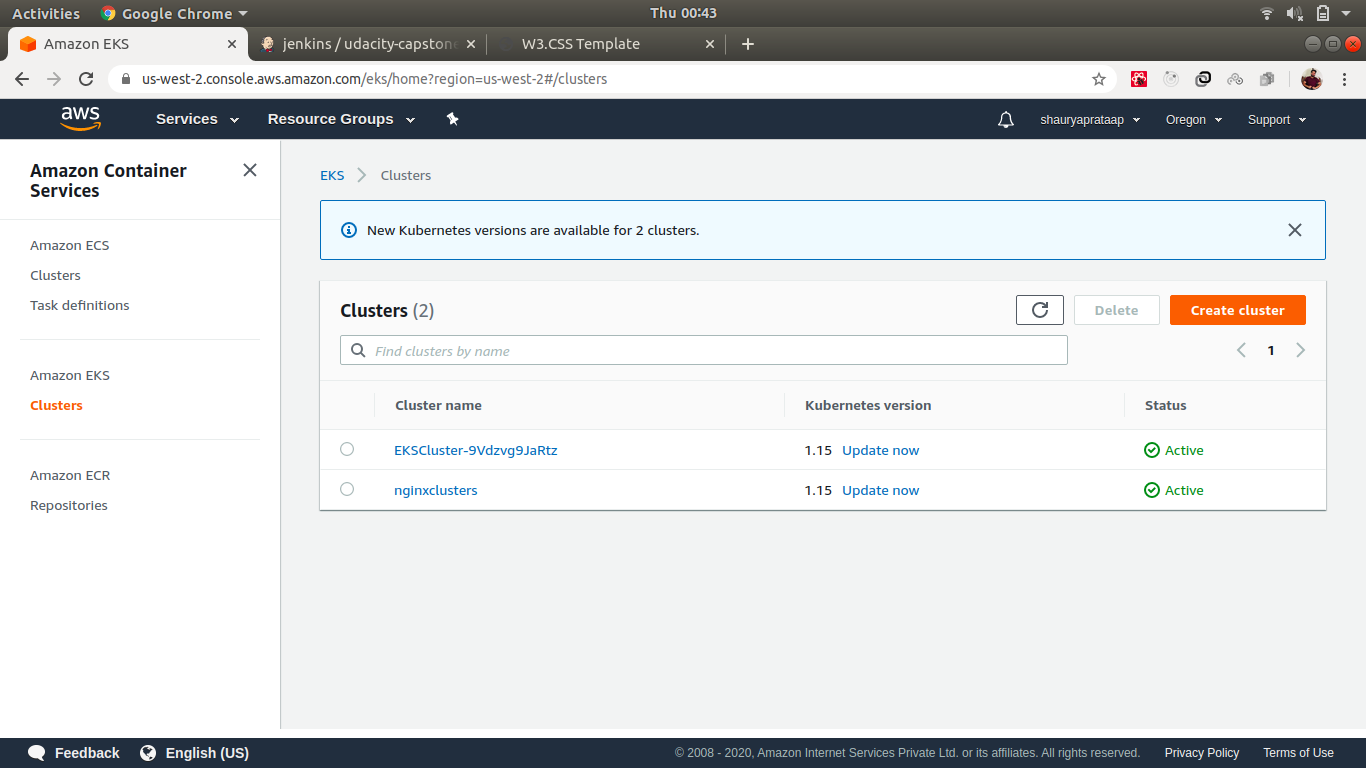 Activities Google Chrome Thu 00:43
Amazon EKS jenkins / udacity-capstone W3.CSS Template
us-west-2.console.aws.amazon.com/eks/home?region=us-west-2#/clusters
aws Services Resource Groups shauryaprataap Oregon Support
Amazon Container
Services
Amazon ECS
Clusters
Task definitions
Amazon EKS
Clusters
Amazon ECR
Repositories
EKS Clusters
New Kubernetes versions are available for 2 clusters.
Clusters (2) Delete Create cluster
Find clusters by name 1
Cluster name Kubernetes version Status
EKSCluster-9Vdzvg9JaRtz 1.15 Update now Active
nginxclusters 1.15 Update now Active
Feedback English (US) © 2008 - 2020, Amazon Internet Services Private Ltd. or its affiliates. All rights reserved. Privacy Policy Terms of Use